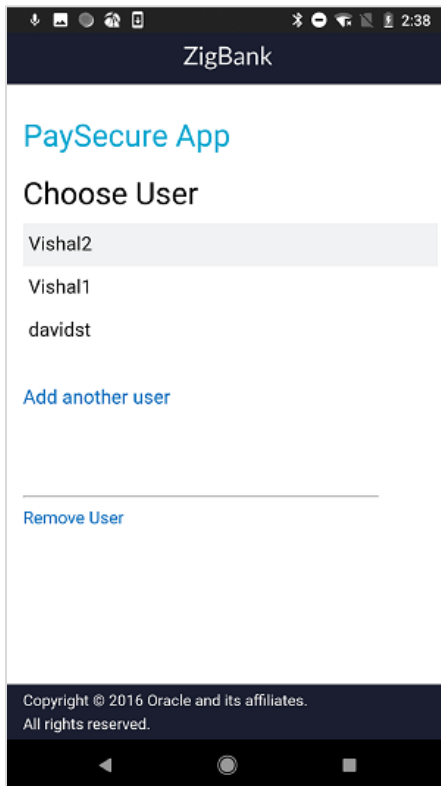 2:38
ZigBank
PaySecure App
Choose User
Vishal2
Vishal1
davidst
Add another user
Remove User
Copyright © 2016 Oracle and its affiliates.
All rights reserved.